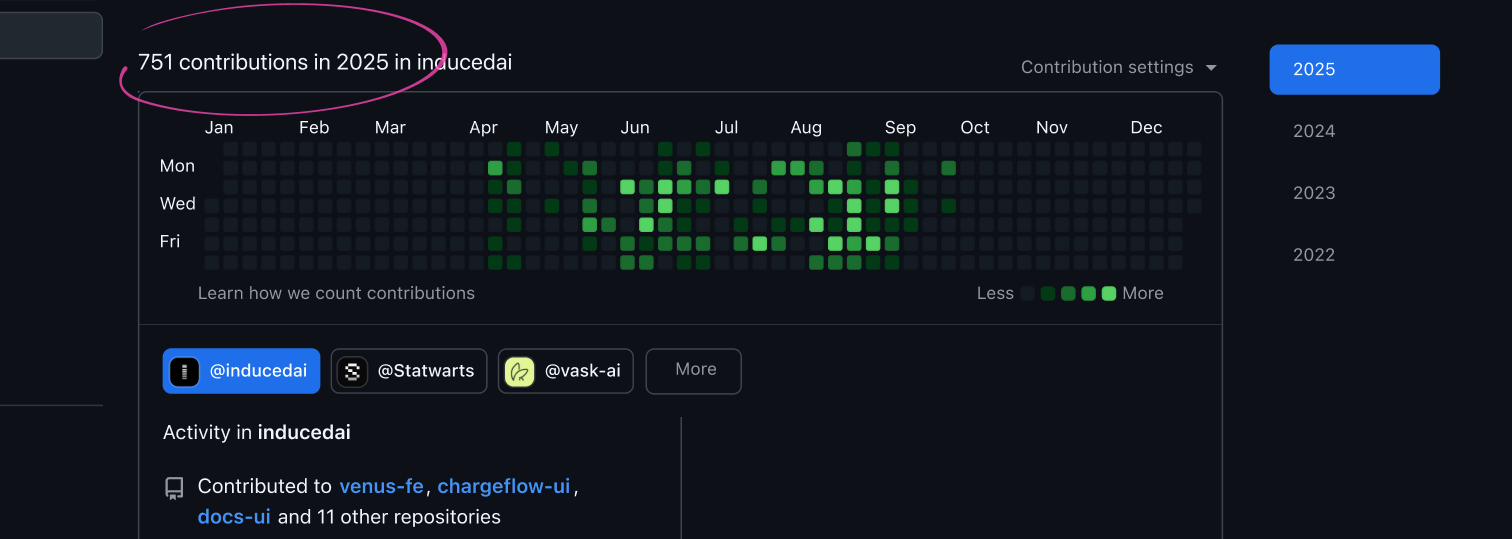 751 contributions in 2025 in inducedai
Contribution settings
2025
2024
2023
2022
Jan Feb Mar Apr May Jun Jul Aug Sep Oct Nov Dec
Mon
Wed
Fri
Learn how we count contributions
Less More
@inducedai @Statwarts @vask-ai More
Activity in inducedai
Contributed to venus-fe, chargeflow-ui,
docs-ui and 11 other repositories